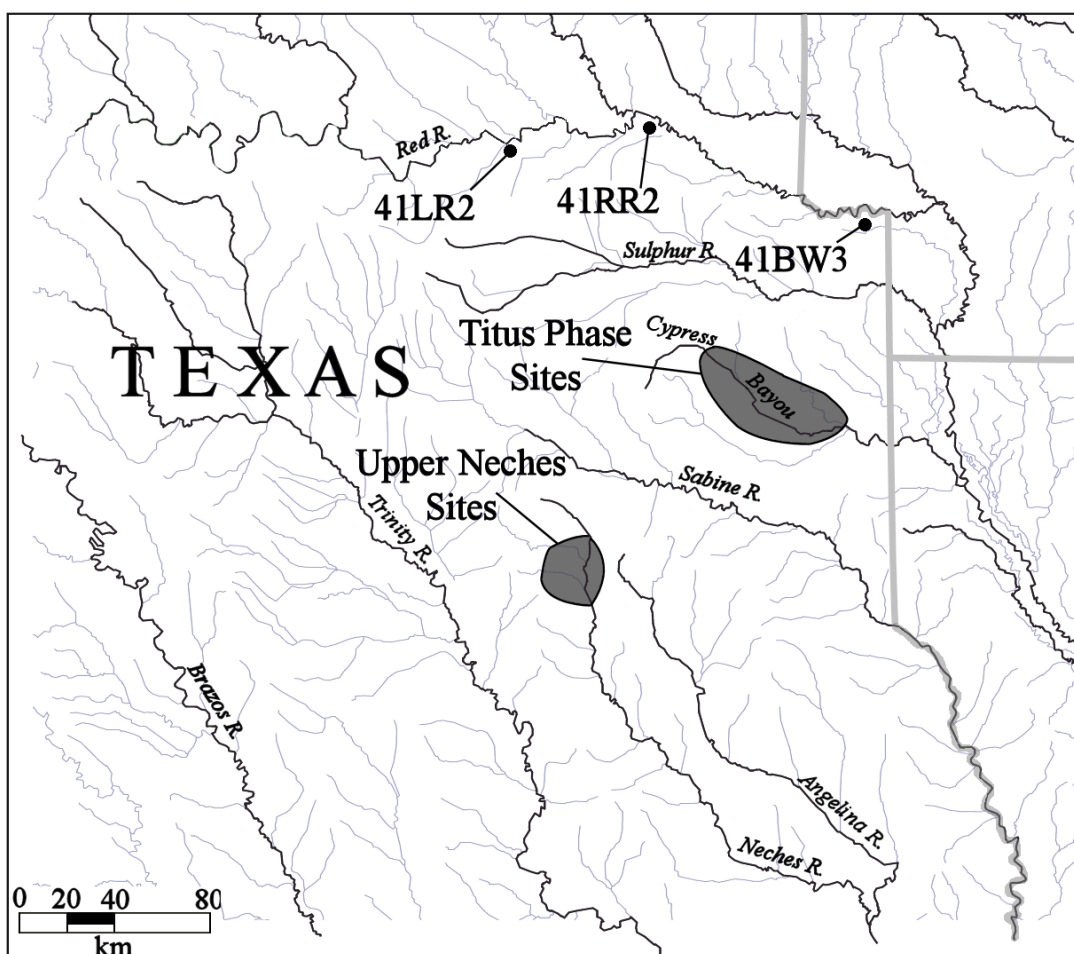 Red R.
41LR2
41RR2
Sulphur R.
41BW3
Titus Phase
Sites
Cypress
Bayou
TEXAS
Upper Neches
Sites
Sabine R.
Trinity R.
Brazos R.
Angelina R.
Neches R.
0 20 40 80
km